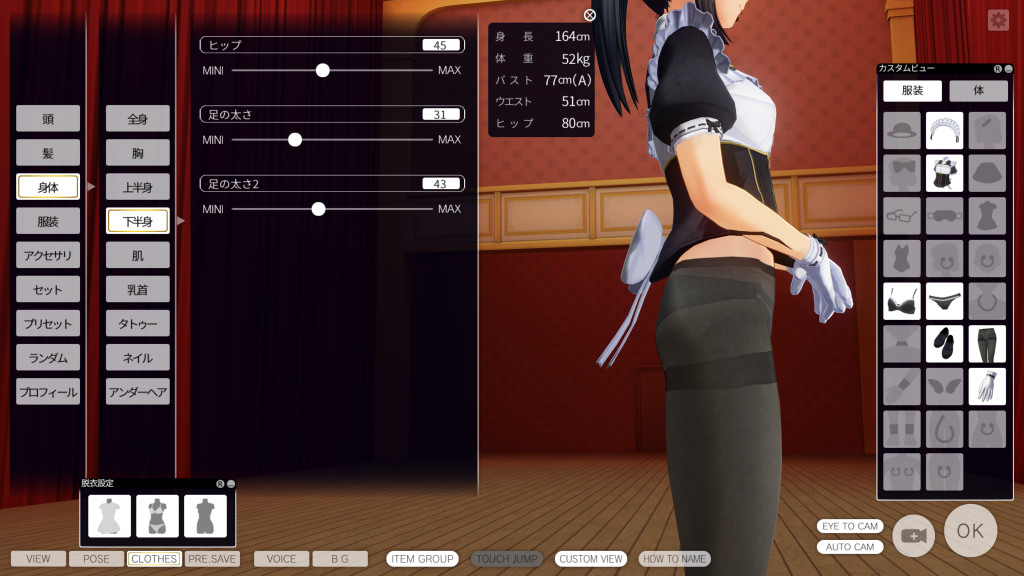 ヒップ 45
MINI MAX
足の太さ 31
MINI MAX
足の太さ2 43
MINI MAX
身長 164cm
体重 52kg
バスト 77cm(A)
ウエスト 51cm
ヒップ 80cm
頭
髪
身体
服装
アクセサリ
セット
プリセット
ランダム
プロフィール
全身
胸
上半身
下半身
肌
乳首
タトゥー
ネイル
アンダーヘア
カスタムビュー R
服装 体
脱衣設定 R
EYE TO CAM
AUTO CAM
OK
VIEW POSE CLOTHES PRE.SAVE VOICE B G ITEM GROUP TOUCH JUMP CUSTOM VIEW HOW TO NAME